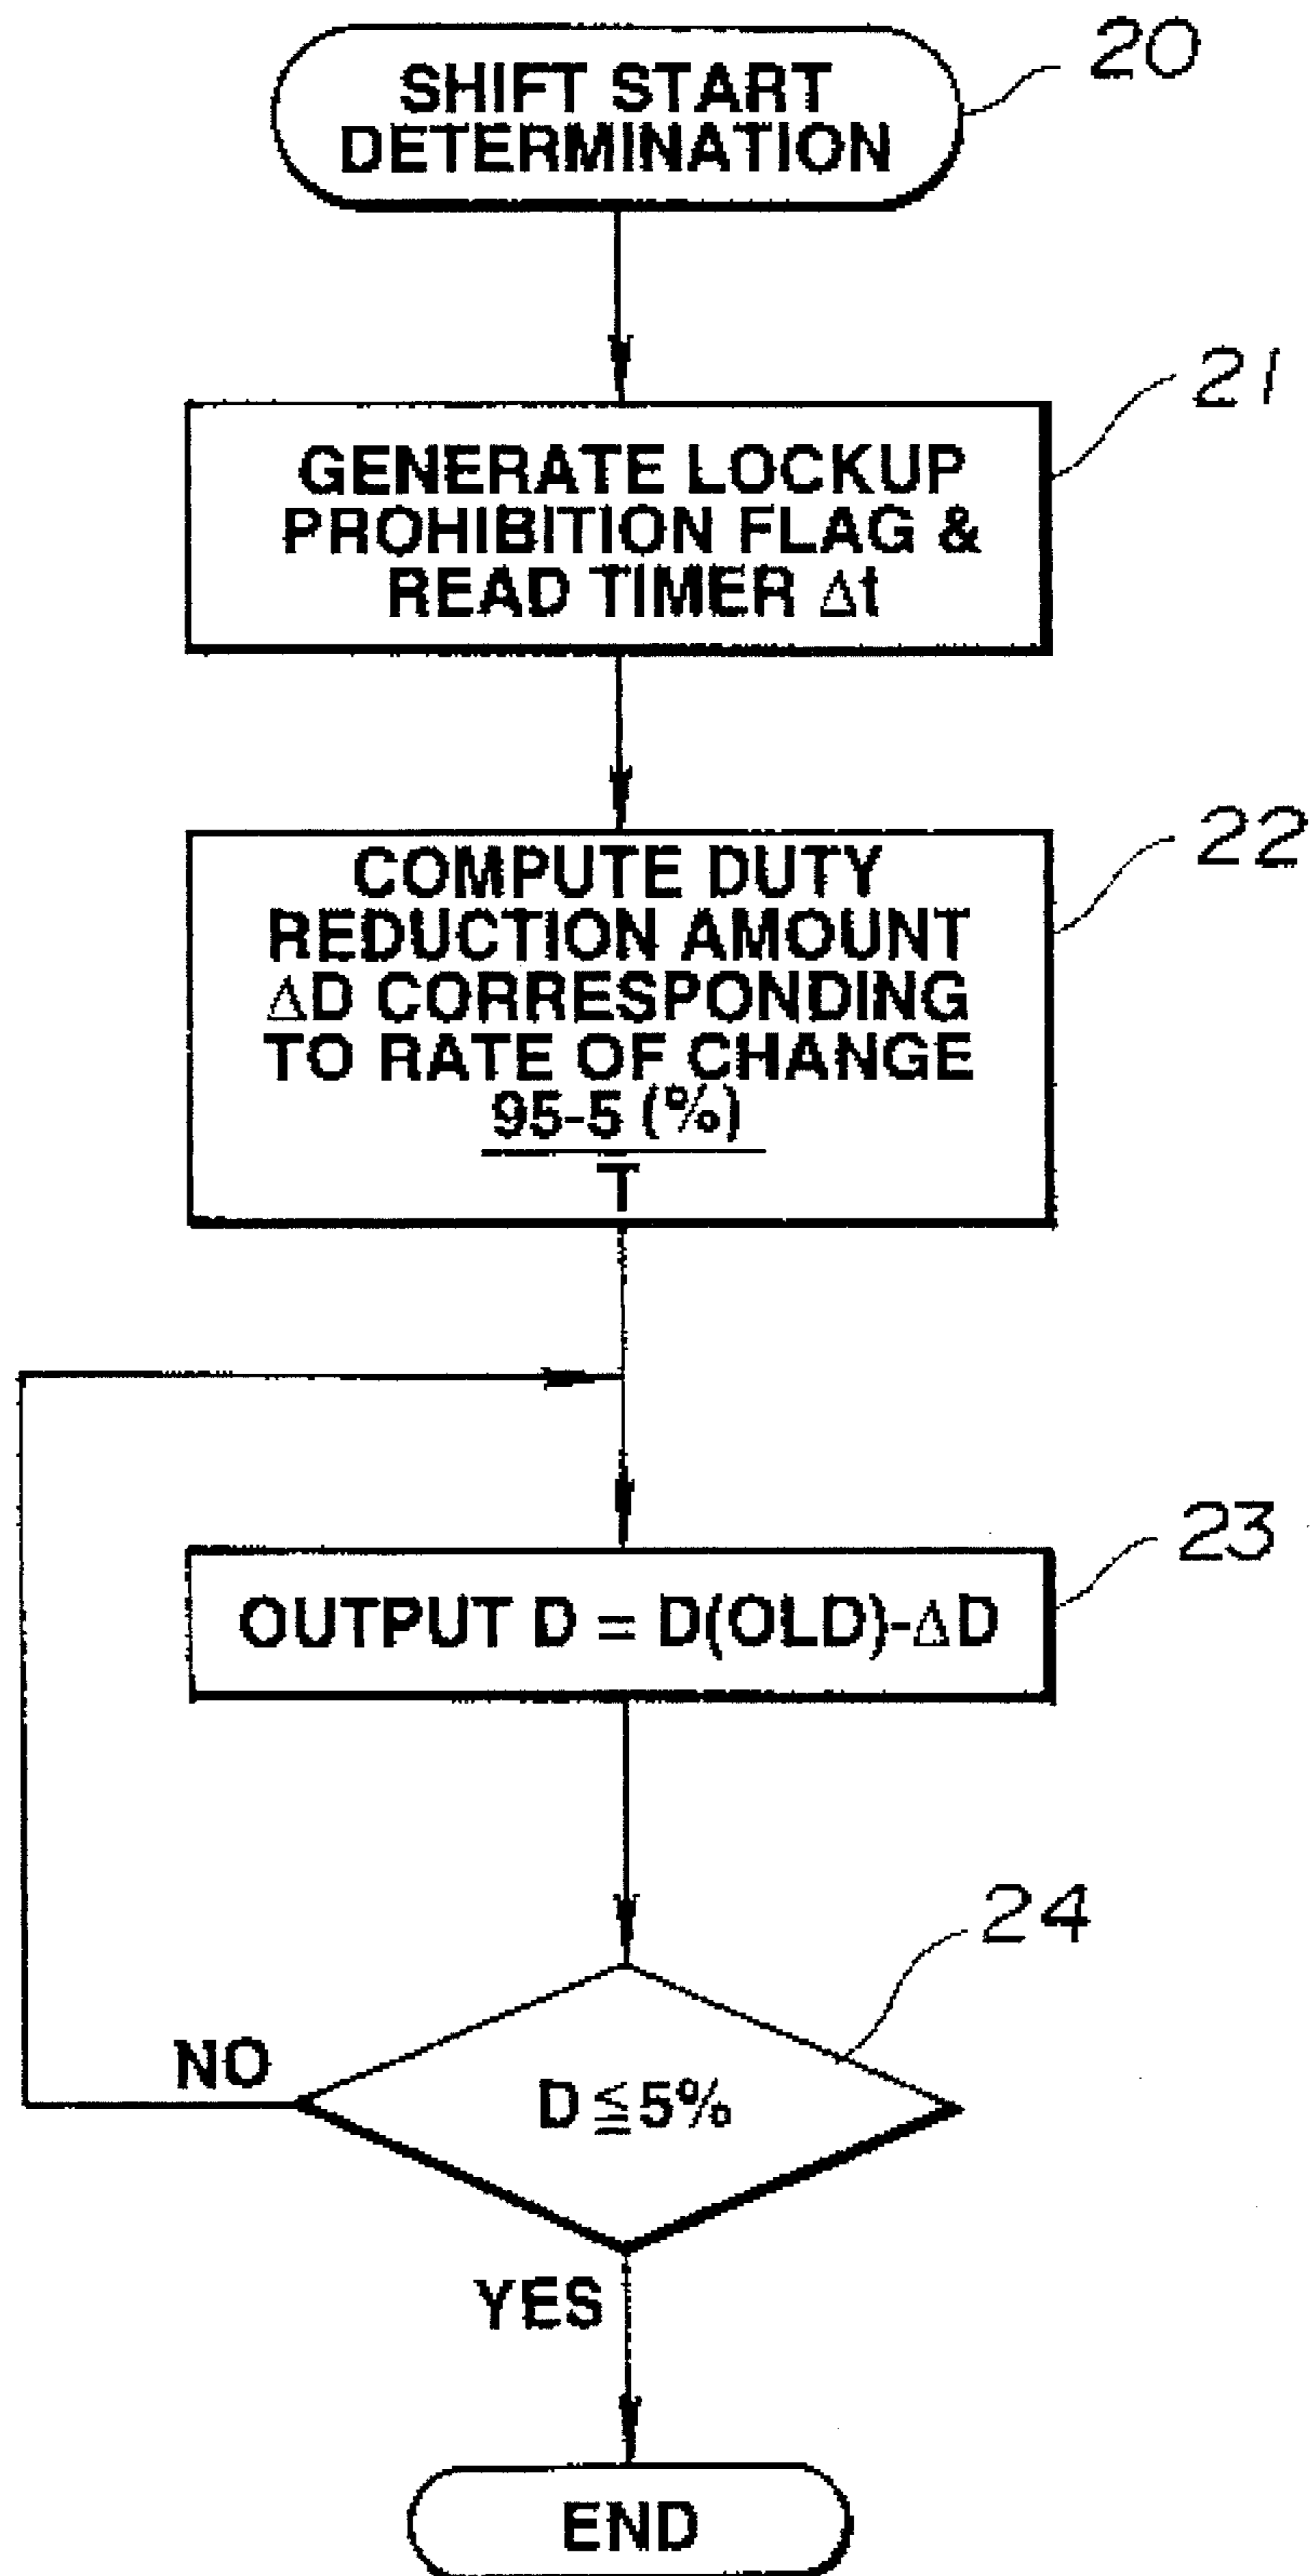 20
SHIFT START
DETERMINATION
21
GENERATE LOCKUP
PROHIBITION FLAG &
READ TIMER Δt
22
COMPUTE DUTY
REDUCTION AMOUNT
ΔD CORRESPONDING
TO RATE OF CHANGE
95-5 (%)
T
23
OUTPUT D = D(OLD)-ΔD
24
NO
D≦5%
YES
END